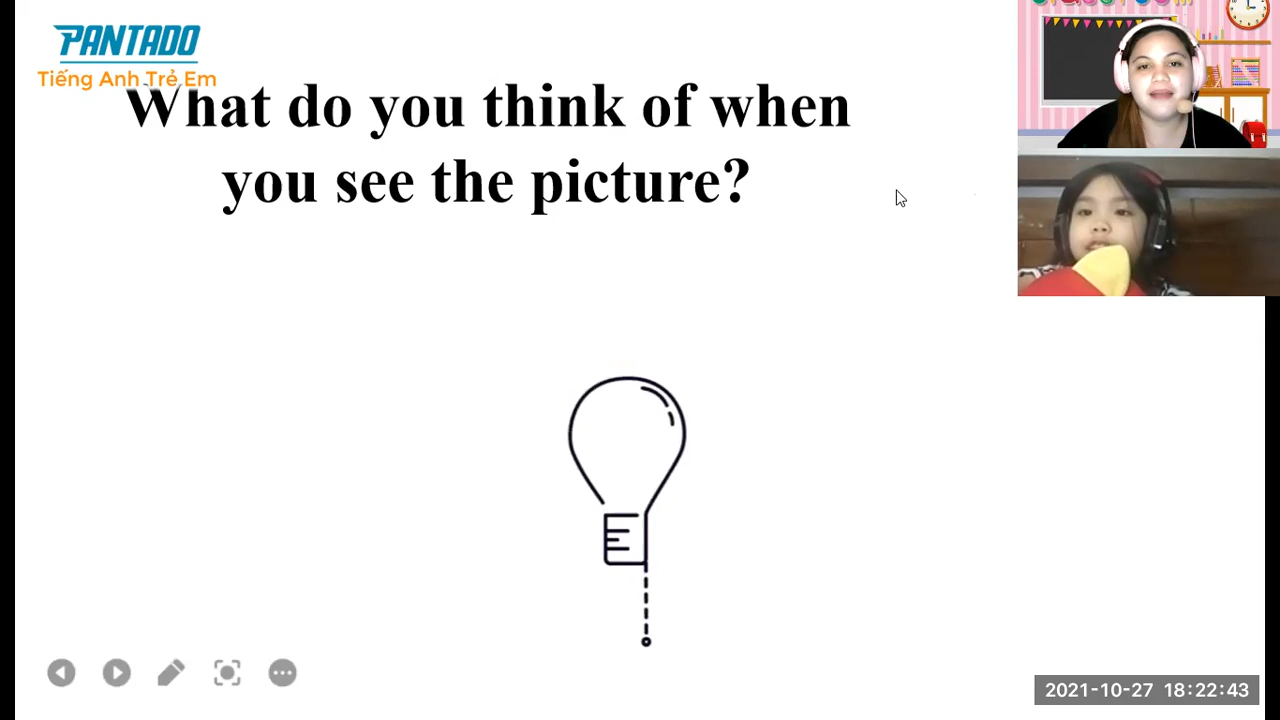 PANTADO
Tiếng Anh Trẻ Em
What do you think of when
you see the picture?
2021-10-27 18:22:43